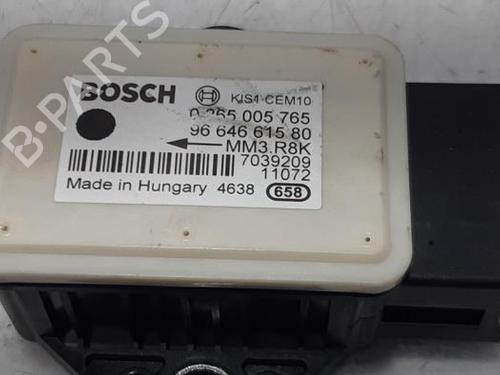 BOSCH KIS4 CEM10
0 265 005 765
96 646 615 80
MM3.R8K
7039209
11072
Made in Hungary 4638 658
B-PARTS